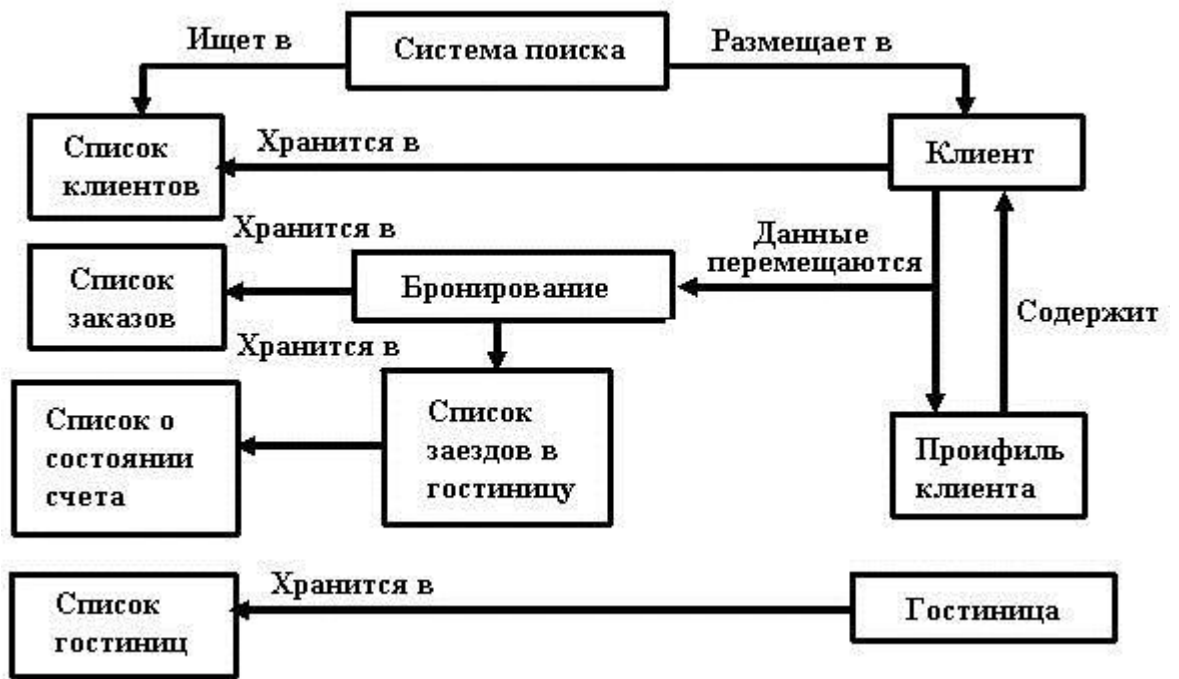 Ищет в
Система поиска
Размещает в
Список
клиентов
Хранится в
Клиент
Хранится в
Данные
перемещаются
Список
заказов
Бронирование
Содержит
Хранится в
Список о
состоянии
счета
Список
заездов в
гостиницу
Проифиль
клиента
Список
гостиниц
Хранится в
Гостиница